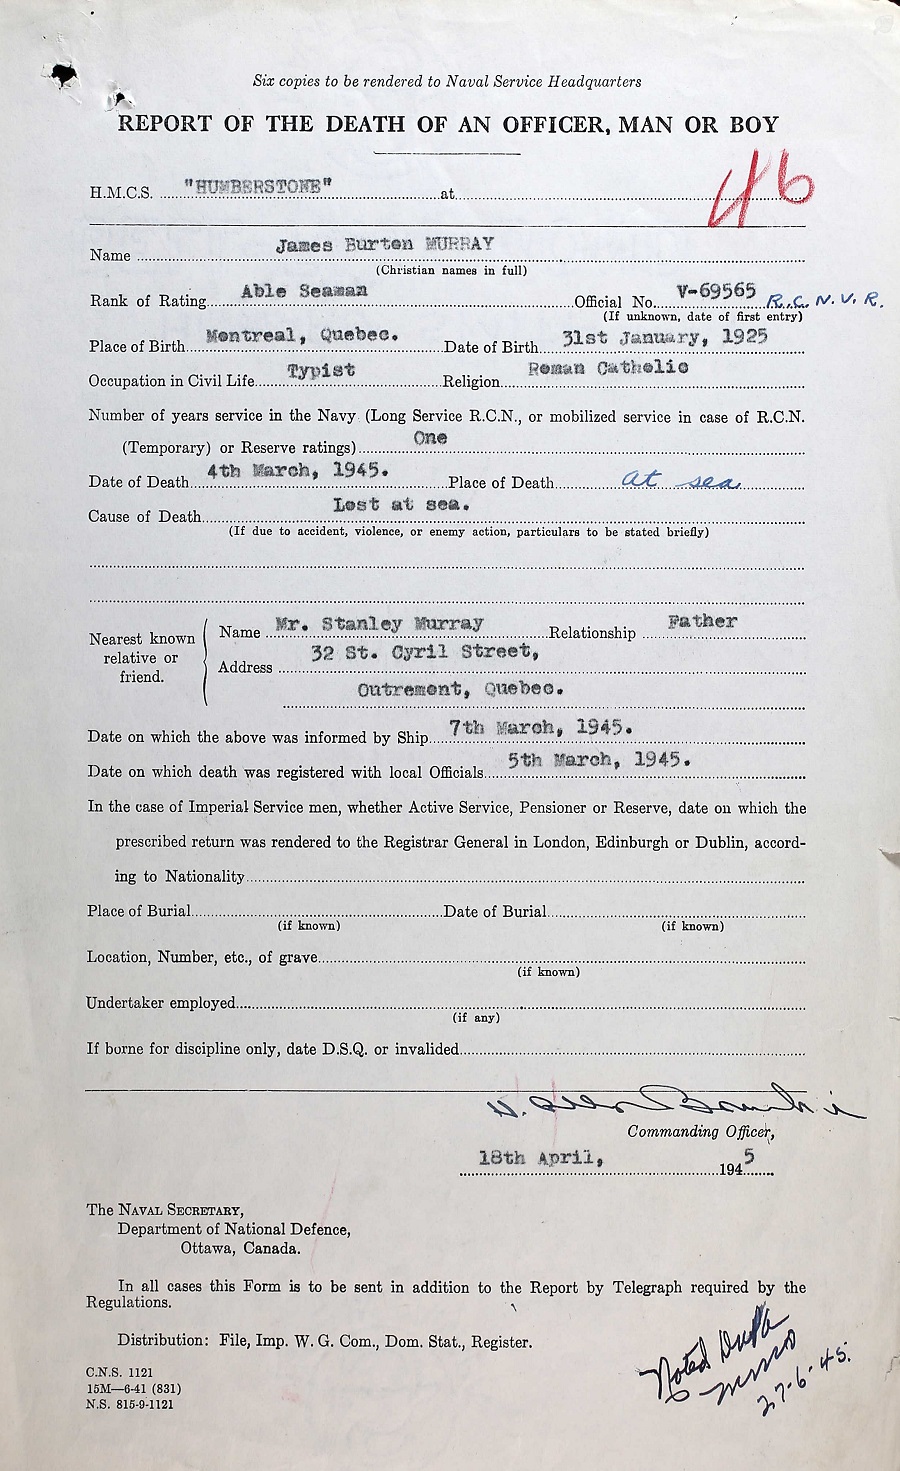 Six copies to be rendered to Naval Service Headquarters
REPORT OF THE DEATH OF AN OFFICER, MAN OR BOY
46
H.M.C.S. "HUMBERSTONE" at
Name James Burton MURRAY
(Christian names in full)
Rank of Rating Able Seaman Official No. V-69565 R.C.N.V.R.
(If unknown, date of first entry)
Place of Birth Montreal, Quebec. Date of Birth 31st January, 1925
Occupation in Civil Life Typist Religion Roman Catholic
Number of years service in the Navy (Long Service R.C.N., or mobilized service in case of R.C.N.
(Temporary) or Reserve ratings) One
Date of Death 4th March, 1945. Place of Death at sea
Cause of Death Lost at sea.
(If due to accident, violence, or enemy action, particulars to be stated briefly)
Nearest known relative or friend.
Name Mr. Stanley Murray Relationship Father
Address 32 St. Cyril Street,
Outremont, Quebec.
Date on which the above was informed by Ship 7th March, 1945.
Date on which death was registered with local Officials 5th March, 1945.
In the case of Imperial Service men, whether Active Service, Pensioner or Reserve, date on which the
prescribed return was rendered to the Registrar General in London, Edinburgh or Dublin, accord-
ing to Nationality
Place of Burial Date of Burial
(if known) (if known)
Location, Number, etc., of grave
(if known)
Undertaker employed
(if any)
If borne for discipline only, date D.S.Q. or invalided
Commanding Officer,
18th April, 1945
The NAVAL SECRETARY,
Department of National Defence,
Ottawa, Canada.
In all cases this Form is to be sent in addition to the Report by Telegraph required by the
Regulations.
Distribution: File, Imp. W. G. Com., Dom. Stat., Register.
Noted
27-6-45.
C.N.S. 1121
15M—6-41 (831)
N.S. 815-9-1121